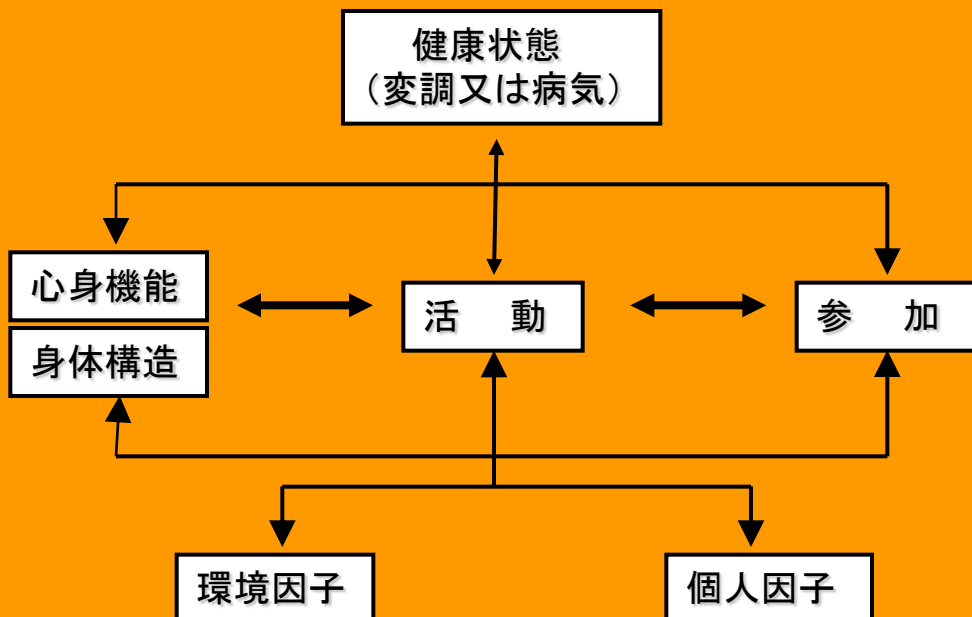 健康状態
（変調又は病気）
心身機能
身体構造
活　動
参　加
環境因子
個人因子